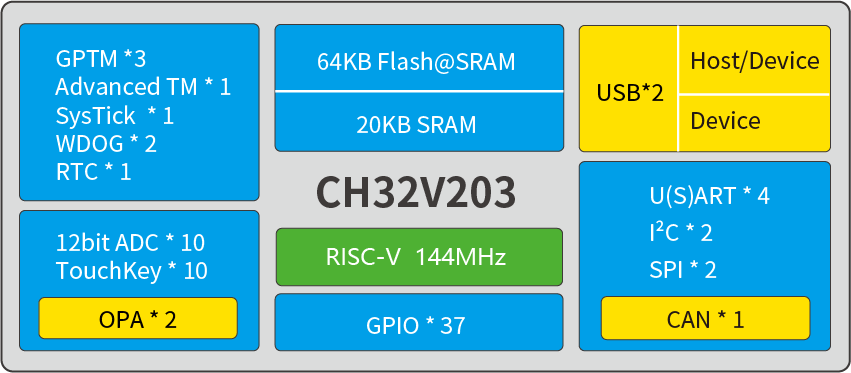 GPTM *3
Advanced TM * 1
SysTick * 1
WDOG * 2
RTC * 1
12bit ADC * 10
TouchKey * 10
OPA * 2
64KB Flash@SRAM
20KB SRAM
CH32V203
RISC-V 144MHz
GPIO * 37
USB*2
Host/Device
Device
U(S)ART * 4
I²C * 2
SPI * 2
CAN * 1